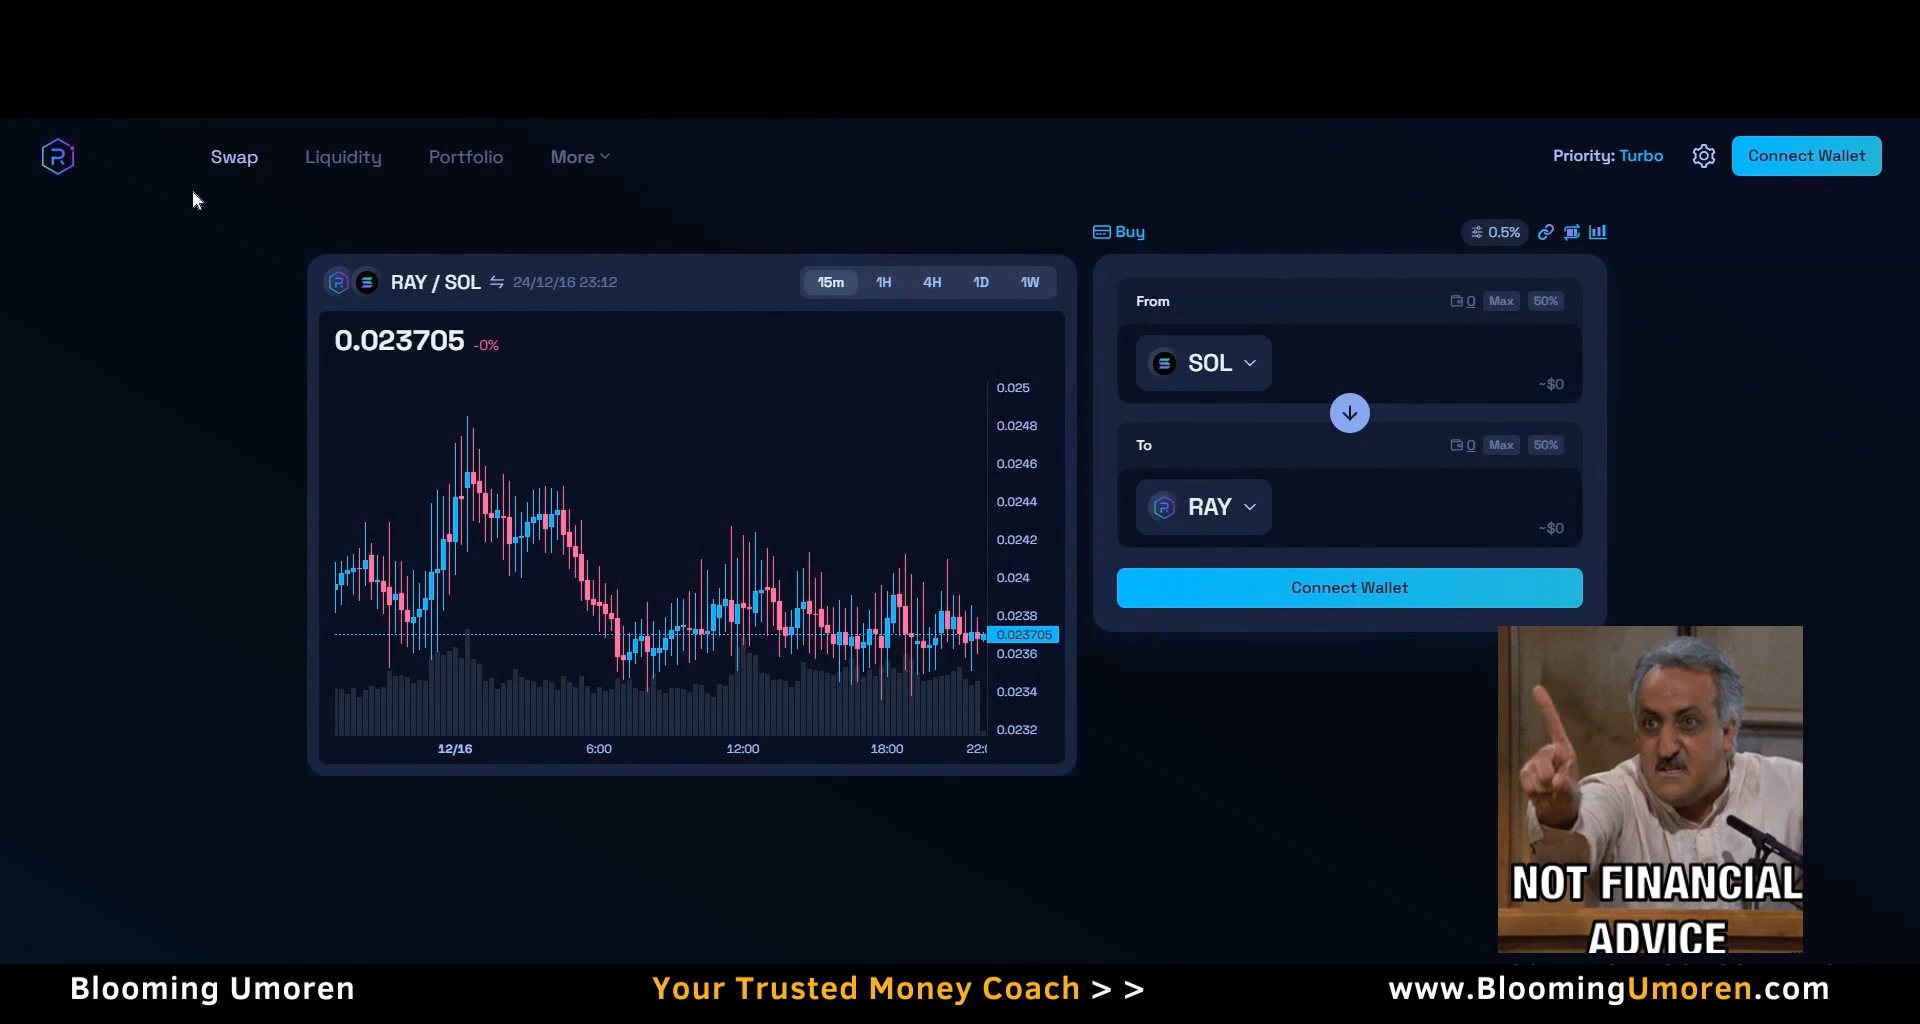 Swap Liquidity Portfolio More Priority: Turbo Connect Wallet
Buy 0.5%
RAY / SOL 24/12/16 23:12 15m 1H 4H 1D 1W
0.023705 -0%
0.025
0.0248
0.0246
0.0244
0.0242
0.024
0.0238
0.023705
0.0236
0.0234
0.0232
12/16 6:00 12:00 18:00 22:0
From 0 Max 50%
SOL
~$0
To 0 Max 50%
RAY
~$0
Connect Wallet
NOT FINANCIAL
ADVICE
Blooming Umoren Your Trusted Money Coach > > www.BloomingUmoren.com